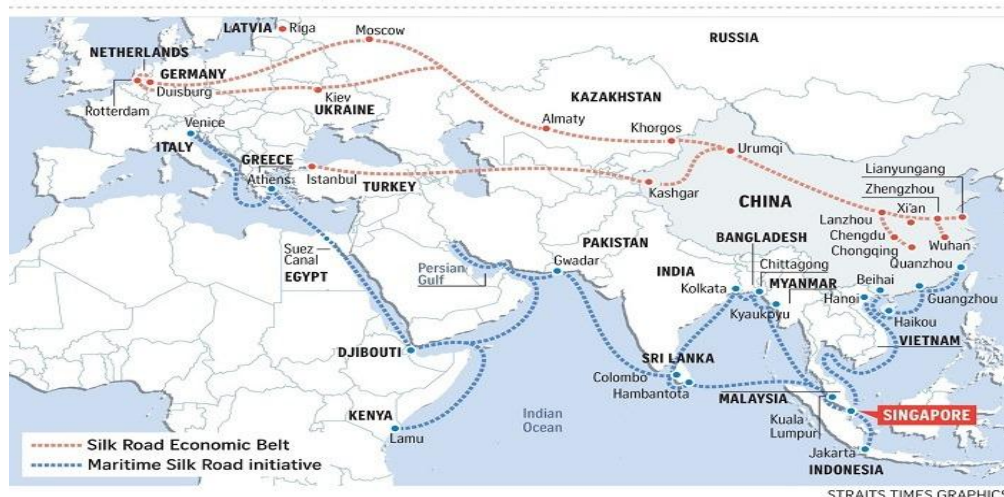 LATVIA
Riga
Moscow
RUSSIA
NETHERLANDS
GERMANY
Duisburg
Rotterdam
Kiev
UKRAINE
KAZAKHSTAN
Venice
Almaty
Khorgos
Urumqi
ITALY
GREECE
Athens
Istanbul
TURKEY
Kashgar
CHINA
Lianyungang
Zhengzhou
Xi'an
Lanzhou
Chengdu
Chongqing
Wuhan
Quanzhou
Suez
Canal
EGYPT
Persian
Gulf
PAKISTAN
Gwadar
INDIA
Kolkata
BANGLADESH
Chittagong
MYANMAR
Kyaukpyu
Hanoi
Beihai
Guangzhou
Haikou
VIETNAM
DJIBOUTI
SRI LANKA
Colombo
Hambantota
MALAYSIA
Kuala
Lumpur
SINGAPORE
Jakarta
INDONESIA
KENYA
Lamu
Indian
Ocean
Silk Road Economic Belt
Maritime Silk Road initiative
STRAITS TIMES GRAPHICS